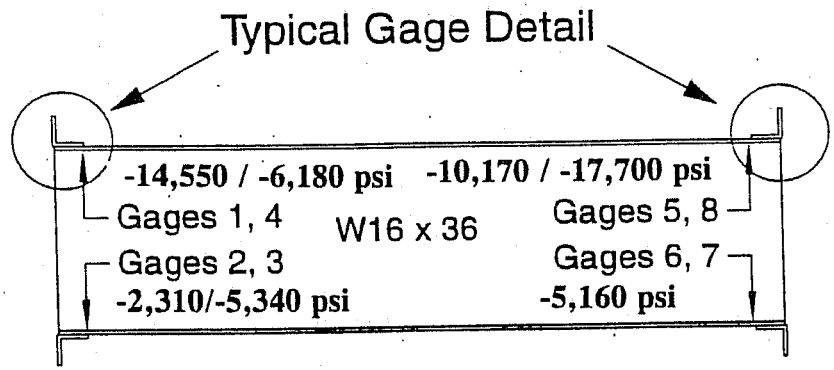 Typical Gage Detail
-14,550 / -6,180 psi -10,170 / -17,700 psi
Gages 1, 4 W16 x 36 Gages 5, 8
Gages 2, 3 Gages 6, 7
-2,310/-5,340 psi -5,160 psi